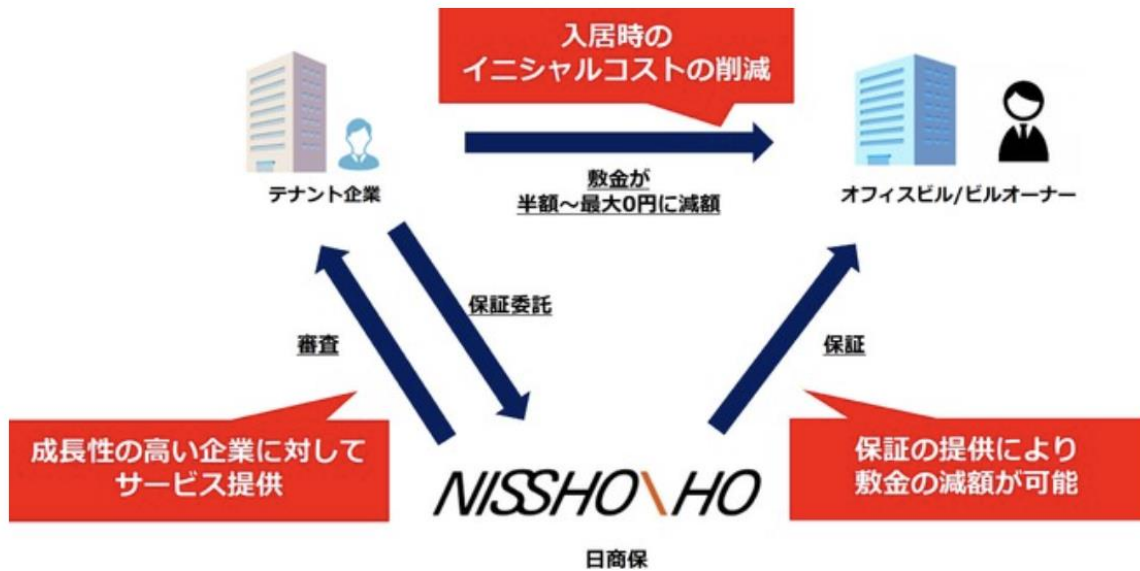 入居時の
イニシャルコストの削減
テナント企業
敷金が
半額～最大0円に減額
オフィスビル/ビルオーナー
保証委託
審査
保証
成長性の高い企業に対して
サービス提供
保証の提供により
敷金の減額が可能
NISSHO\HO
日商保